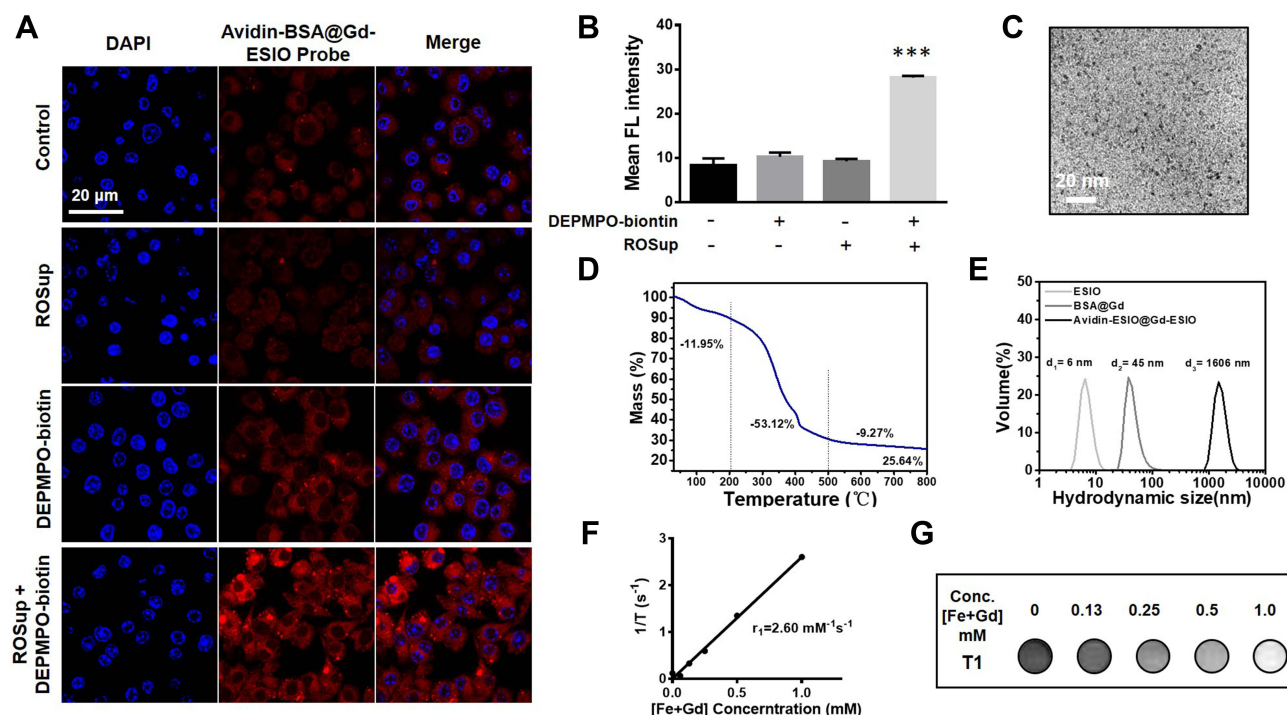 A
DAPI
Avidin-BSA@Gd-
ESIO Probe
Merge
Control
20 µm
ROSup
DEPMPO-biotin
ROSup +
DEPMPO-biotin
B
Mean FL intensity
40
30
20
10
0
***
DEPMPO-biontin - + - +
ROSup - - + +
C
20 nm
D
Mass (%)
100
90
80
70
60
50
40
30
20
-11.95%
-53.12%
-9.27%
25.64%
100 200 300 400 500 600 700 800
Temperature (℃)
E
Volume(%)
50
40
30
20
10
0
ESIO
BSA@Gd
Avidin-ESIO@Gd-ESIO
d1= 6 nm d2= 45 nm d3= 1606 nm
1 10 100 1000 10000
Hydrodynamic size(nm)
F
1/T (s-1)
3
2
1
0
r1=2.60 mM-1s-1
0.0 0.5 1.0
[Fe+Gd] Concerntration (mM)
G
Conc.
[Fe+Gd] 0 0.13 0.25 0.5 1.0
mM
T1